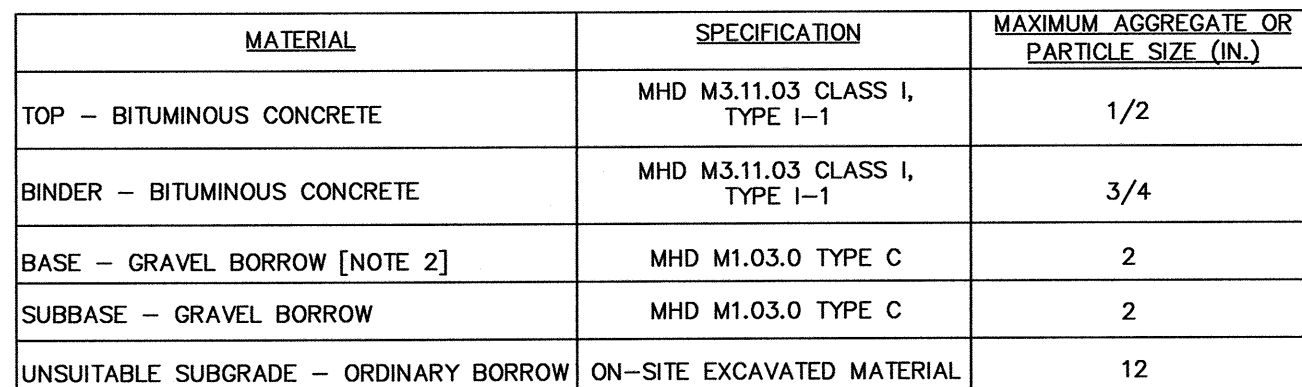 MATERIAL
SPECIFICATION
MAXIMUM AGGREGATE OR
PARTICLE SIZE (IN.)
TOP – BITUMINOUS CONCRETE
MHD M3.11.03 CLASS I,
TYPE I–1
1/2
BINDER – BITUMINOUS CONCRETE
MHD M3.11.03 CLASS I,
TYPE I–1
3/4
BASE – GRAVEL BORROW [NOTE 2]
MHD M1.03.0 TYPE C
2
SUBBASE – GRAVEL BORROW
MHD M1.03.0 TYPE C
2
UNSUITABLE SUBGRADE – ORDINARY BORROW
ON–SITE EXCAVATED MATERIAL
12